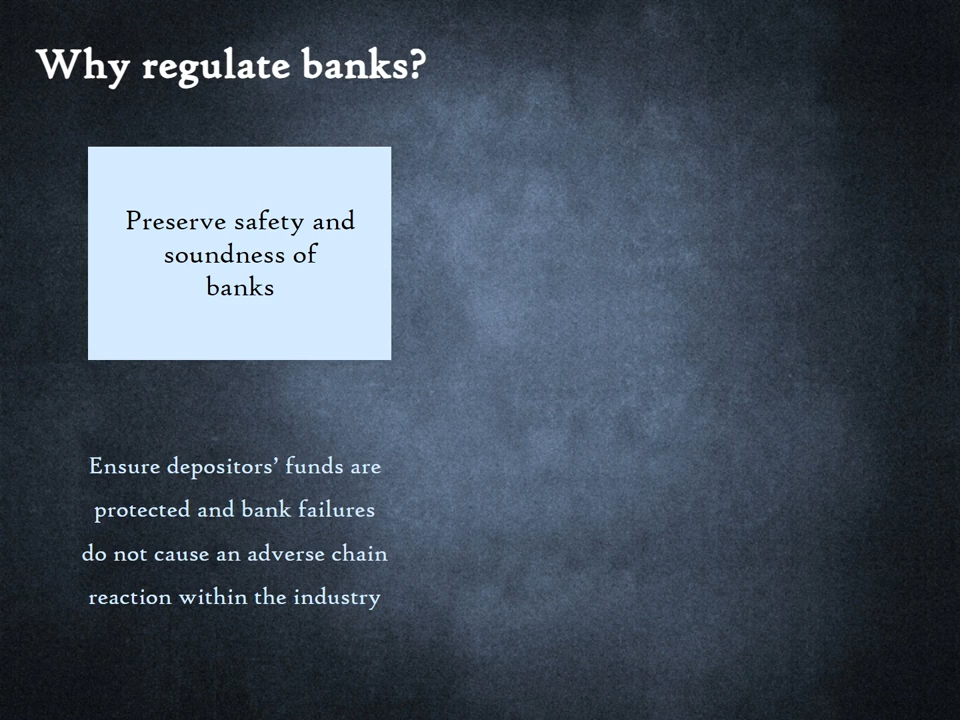 Why regulate banks?
Preserve safety and
soundness of
banks
Ensure depositors’ funds are
protected and bank failures
do not cause an adverse chain
reaction within the industry